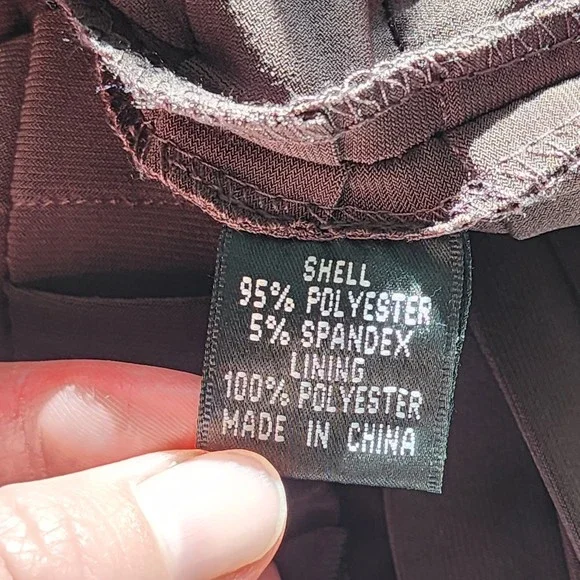 SHELL
95% POLYESTER
5% SPANDEX
LINING
100% POLYESTER
MADE IN CHINA